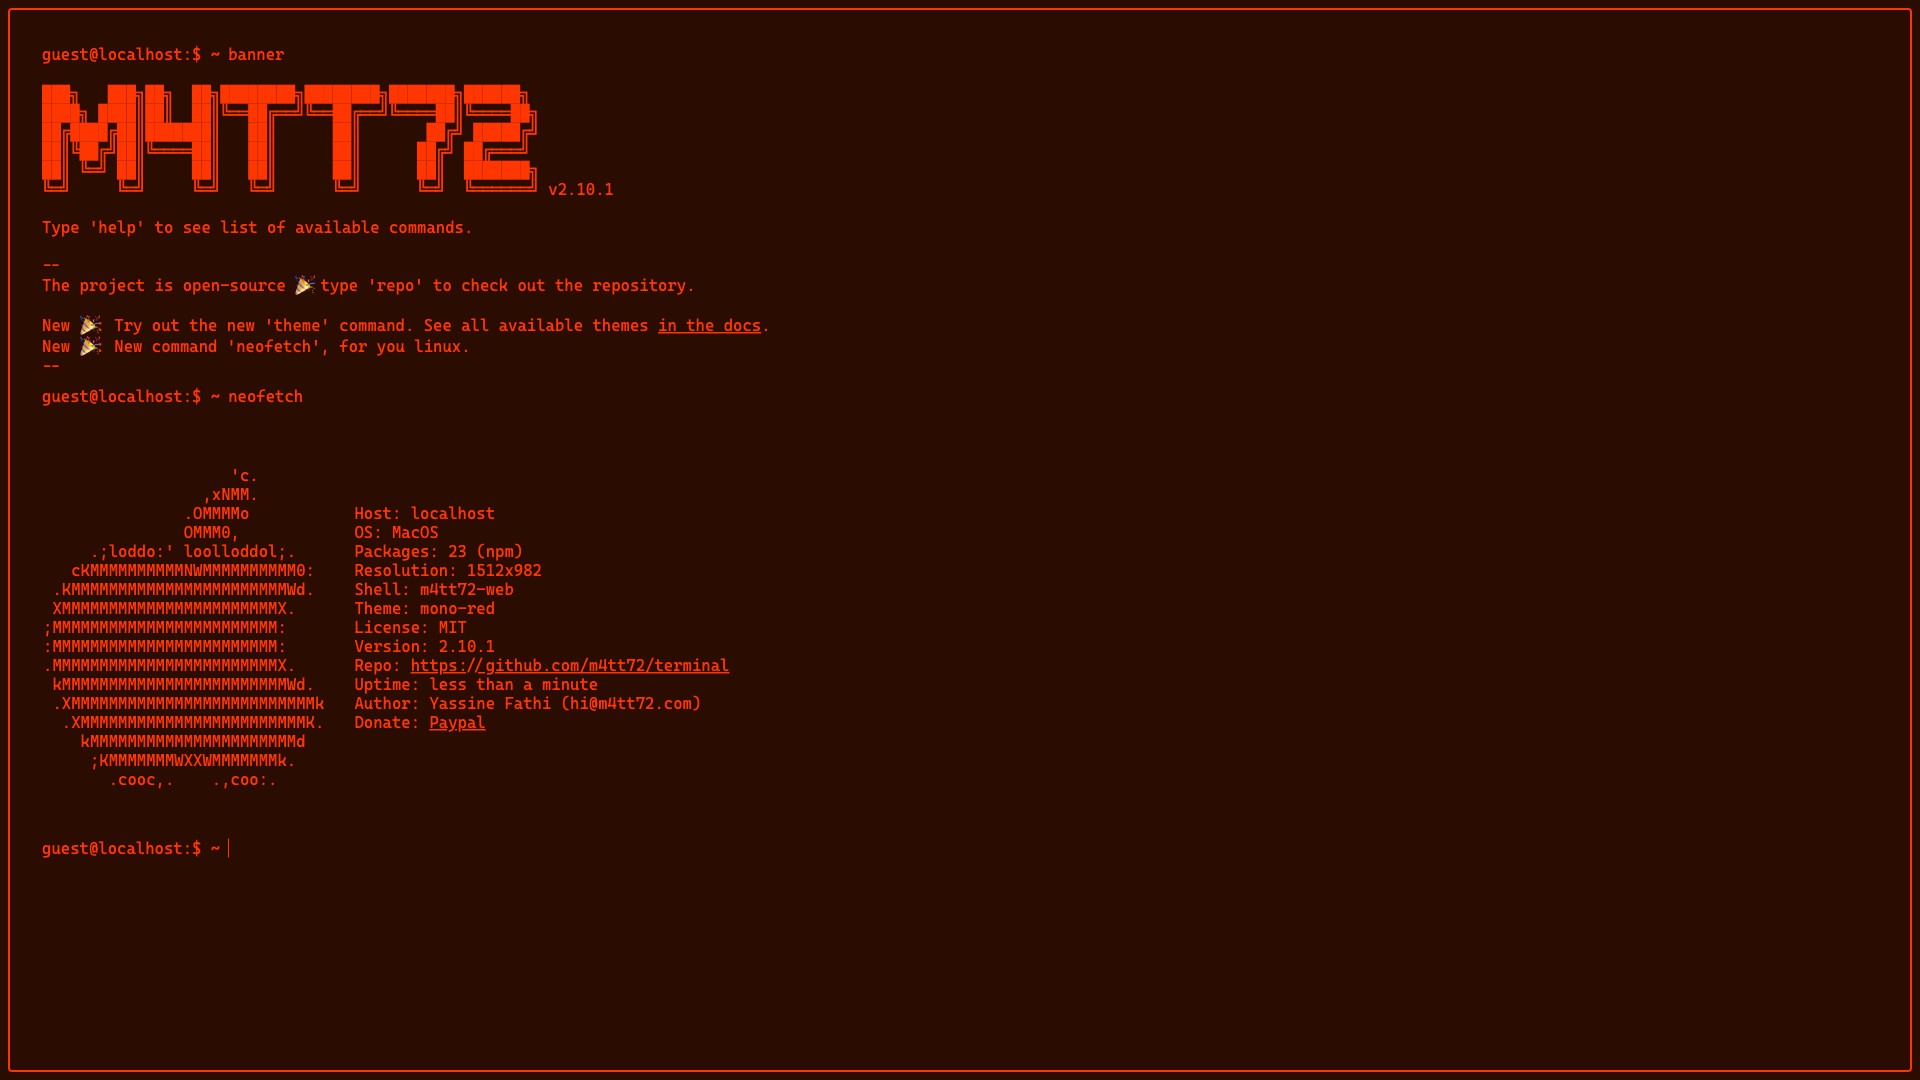 guest@localhost:$ ~ banner
M4TT72
v2.10.1
Type 'help' to see list of available commands.
--
The project is open-source 🎉 type 'repo' to check out the repository.
New 🎉 Try out the new 'theme' command. See all available themes in the docs.
New 🎉 New command 'neofetch', for you linux.
--
guest@localhost:$ ~ neofetch
'c.
,xNMM.
.OMMMMo Host: localhost
OMMM0, OS: MacOS
.;loddo:' loolloddol;. Packages: 23 (npm)
cKMMMMMMMMMMNWMMMMMMMMMM0: Resolution: 1512x982
.KMMMMMMMMMMMMMMMMMMMMMMMWd. Shell: m4tt72-web
XMMMMMMMMMMMMMMMMMMMMMMMX. Theme: mono-red
;MMMMMMMMMMMMMMMMMMMMMMMM: License: MIT
:MMMMMMMMMMMMMMMMMMMMMMMM: Version: 2.10.1
.MMMMMMMMMMMMMMMMMMMMMMMMX. Repo: https://github.com/m4tt72/terminal
kMMMMMMMMMMMMMMMMMMMMMMMMWd. Uptime: less than a minute
.XMMMMMMMMMMMMMMMMMMMMMMMMMMk Author: Yassine Fathi (hi@m4tt72.com)
.XMMMMMMMMMMMMMMMMMMMMMMMMK. Donate: Paypal
kMMMMMMMMMMMMMMMMMMMMMMd
;KMMMMMMMWXXWMMMMMMMk.
.cooc,. .,coo:.
guest@localhost:$ ~